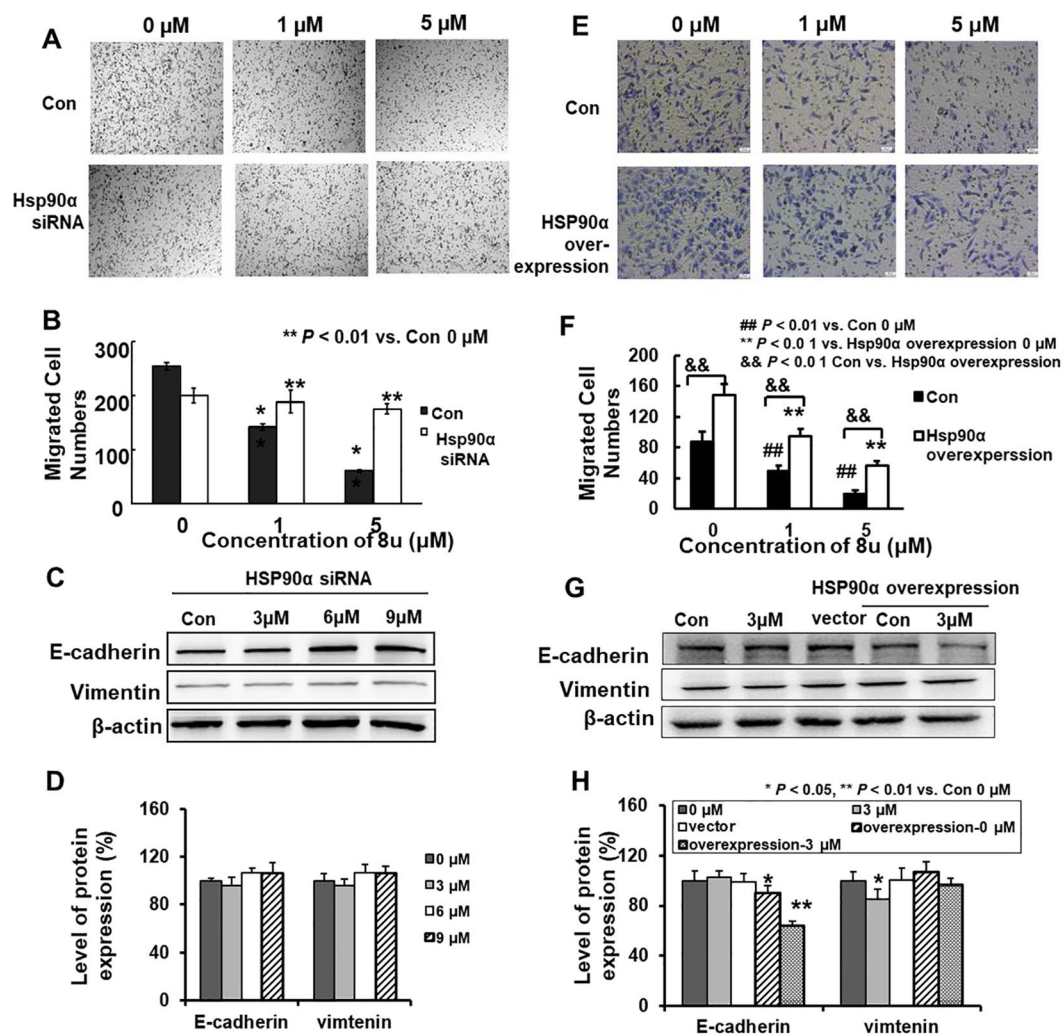 A
0 μM 1 μM 5 μM
Con
Hsp90α
siRNA
B
** P < 0.01 vs. Con 0 μM
Migrated Cell
Numbers
300
200
100
0
* * ** * * **
Con
Hsp90α
siRNA
0 1 5
Concentration of 8u (μM)
C
HSP90α siRNA
Con 3μM 6μM 9μM
E-cadherin
Vimentin
β-actin
D
Level of protein
expression (%)
160
120
80
40
0
0 μM
3 μM
6 μM
9 μM
E-cadherin vimtenin
E
0 μM 1 μM 5 μM
Con
HSP90α
over-
expression
F
## P < 0.01 vs. Con 0 μM
** P < 0.0 1 vs. Hsp90α overexpression 0 μM
&& P < 0.0 1 Con vs. Hsp90α overexpression
Migrated Cell
Numbers
200
160
120
80
40
0
&& && &&
## ** ## **
Con
Hsp90α
overexperssion
0 1 5
Concentration of 8u (μM)
G
HSP90α overexpression
Con 3μM vector Con 3μM
E-cadherin
Vimentin
β-actin
H
* P < 0.05, ** P < 0.01 vs. Con 0 μM
Level of protein
expression (%)
160
120
80
40
0
0 μM 3 μM
vector overexpression-0 μM
overexpression-3 μM
* ** *
E-cadherin vimtenin